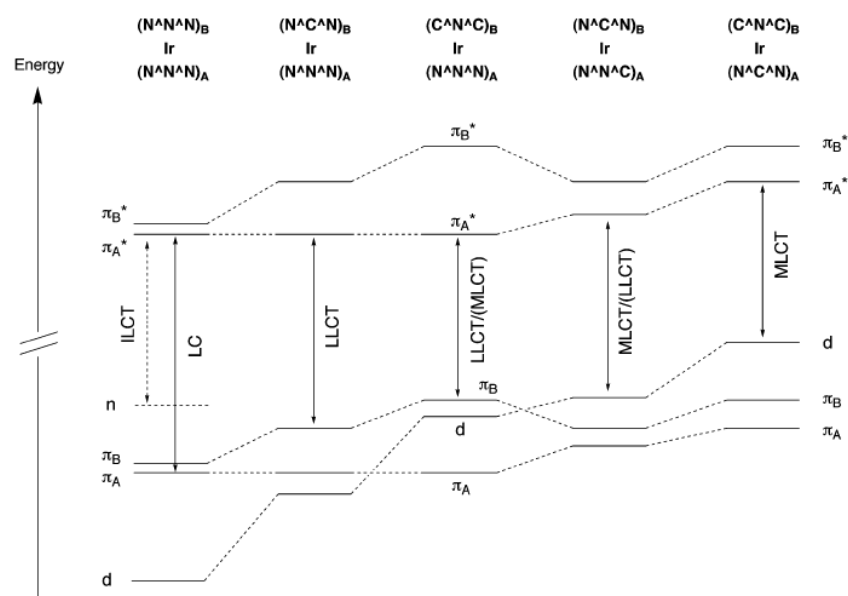 (N^N^N)B (N^C^N)B (C^N^C)B (N^C^N)B (C^N^C)B
Ir Ir Ir Ir Ir
(N^N^N)A (N^N^N)A (N^N^N)A (N^N^C)A (N^C^N)A
Energy
πB* πB*
πB* πA* πA*
πA*
ILCT LC LLCT LLCT/(MLCT) MLCT/(LLCT) MLCT
d
πB πB
n
d πA
πB
πA πA
d